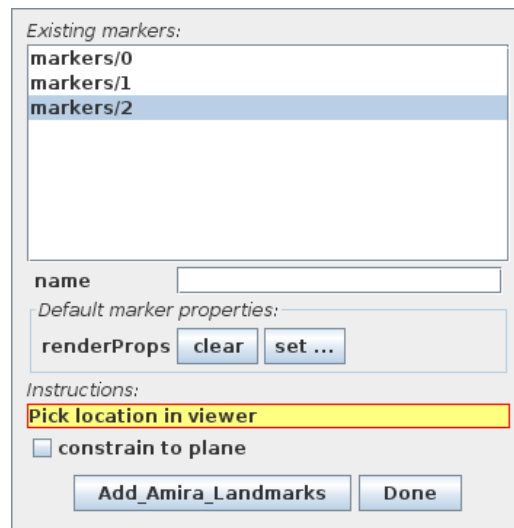 Existing markers:
markers/0
markers/1
markers/2
name
Default marker properties:
renderProps clear set ...
Instructions:
Pick location in viewer
constrain to plane
Add_Amira_Landmarks Done